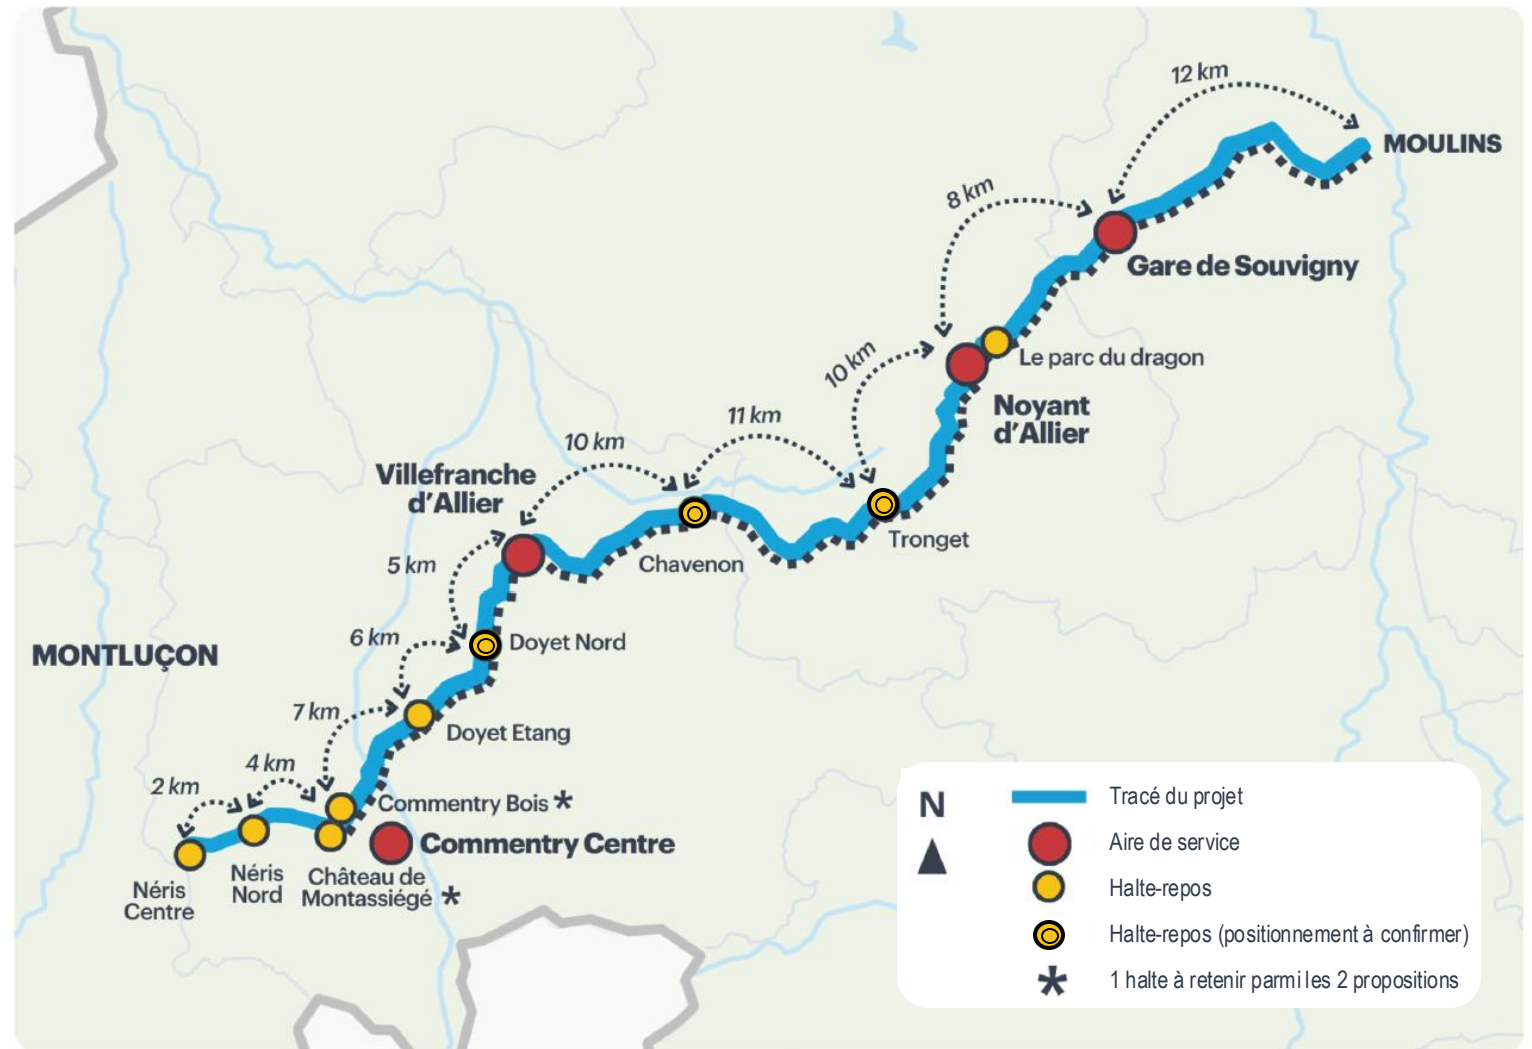 12 km
MOULINS
8 km
Gare de Souvigny
10 km
Le parc du dragon
Noyant
d'Allier
11 km
10 km
Villefranche
d'Allier
Tronget
Chavenon
5 km
6 km
Doyet Nord
MONTLUÇON
7 km
Doyet Etang
4 km
2 km
Commentry Bois *
Commentry Centre
Néris
Nord
Château de
Montassiégé *
Néris
Centre
N
Tracé du projet
Aire de service
Halte-repos
Halte-repos (positionnement à confirmer)
* 1 halte à retenir parmi les 2 propositions